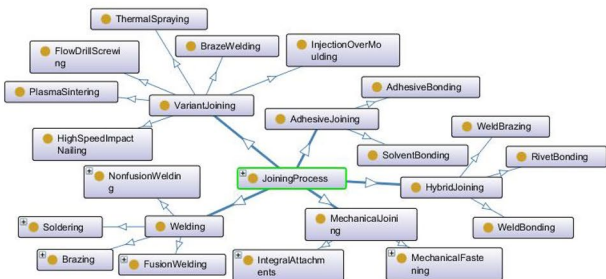 ThermalSpraying
FlowDrillScrewi
ng
BrazeWelding
InjectionOverMo
ulding
PlasmaSintering
VariantJoining
AdhesiveBonding
HighSpeedImpact
Nailing
AdhesiveJoining
WeldBrazing
SolventBonding
RivetBonding
NonfusionWeldin
g
JoiningProcess
HybridJoining
Soldering
Welding
MechanicalJoini
ng
WeldBonding
Brazing
FusionWelding
IntegralAttachm
ents
MechanicalFaste
ning